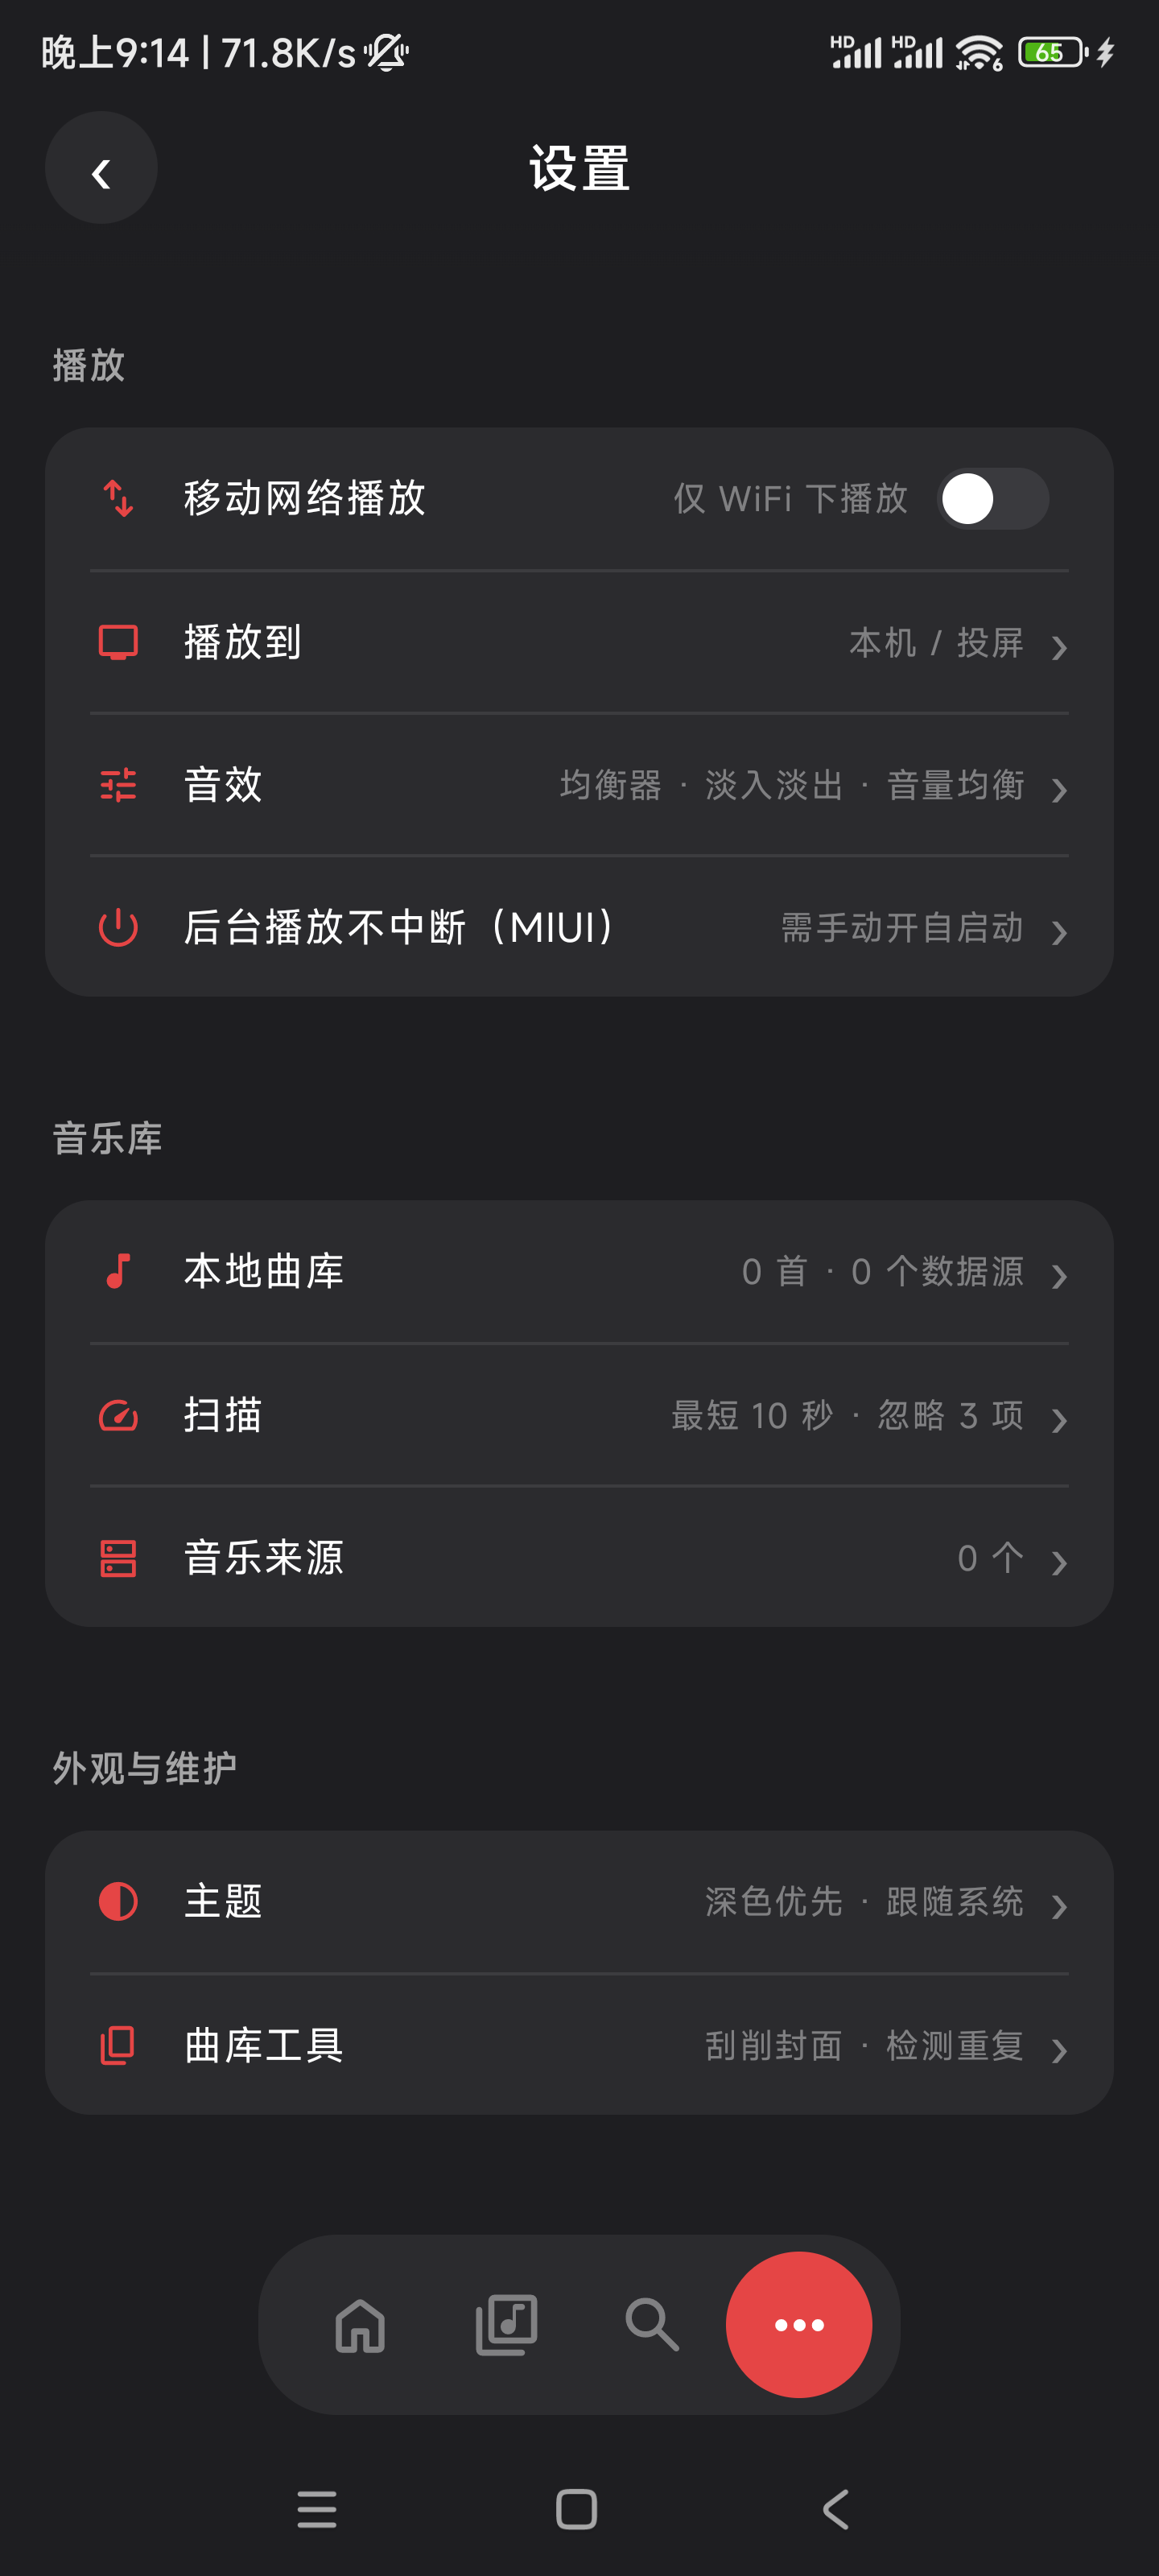 晚上9:14 | 71.8K/s
HD HD 6 65
设置
播放
移动网络播放 仅 WiFi 下播放
播放到 本机 / 投屏
音效 均衡器 · 淡入淡出 · 音量均衡
后台播放不中断（MIUI） 需手动开自启动
音乐库
本地曲库 0 首 · 0 个数据源
扫描 最短 10 秒 · 忽略 3 项
音乐来源 0 个
外观与维护
主题 深色优先 · 跟随系统
曲库工具 刮削封面 · 检测重复